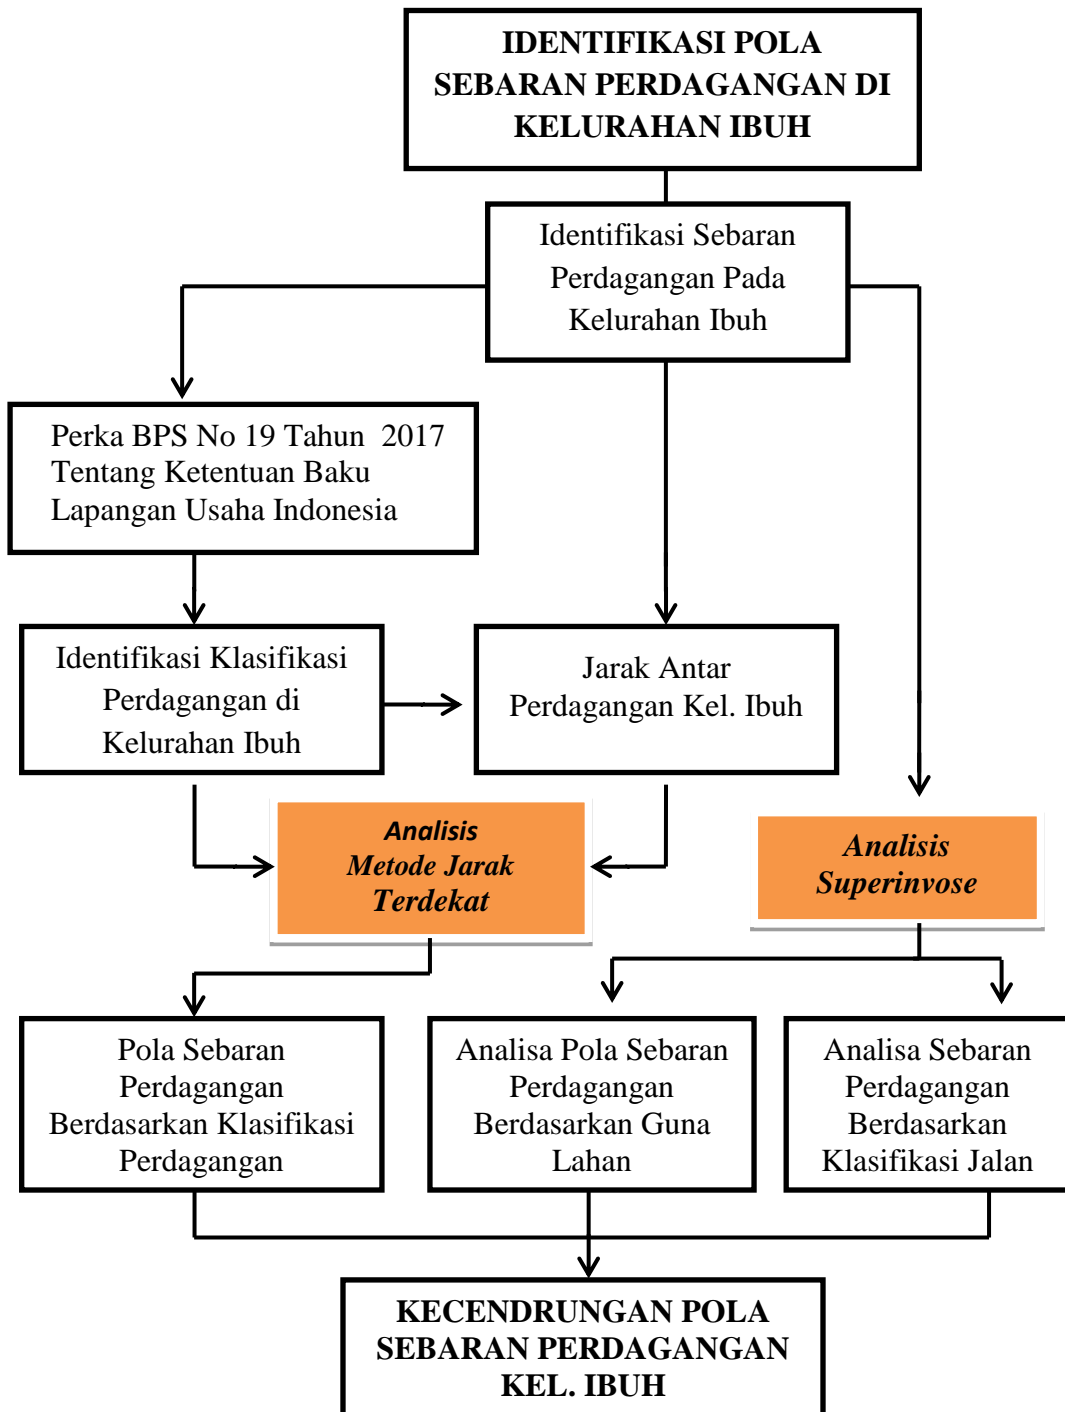 IDENTIFIKASI POLA
SEBARAN PERDAGANGAN DI
KELURAHAN IBUH
Identifikasi Sebaran
Perdagangan Pada
Kelurahan Ibuh
Perka BPS No 19 Tahun 2017
Tentang Ketentuan Baku
Lapangan Usaha Indonesia
Identifikasi Klasifikasi
Perdagangan di
Kelurahan Ibuh
Jarak Antar
Perdagangan Kel. Ibuh
Analisis
Metode Jarak
Terdekat
Analisis
Superinvose
Pola Sebaran
Perdagangan
Berdasarkan Klasifikasi
Perdagangan
Analisa Pola Sebaran
Perdagangan
Berdasarkan Guna
Lahan
Analisa Sebaran
Perdagangan
Berdasarkan
Klasifikasi Jalan
KECENDRUNGAN POLA
SEBARAN PERDAGANGAN
KEL. IBUH